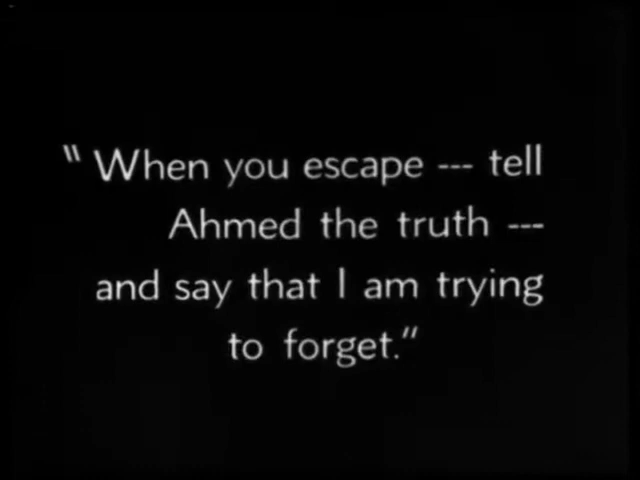 "When you escape --- tell
Ahmed the truth ---
and say that I am trying
to forget."